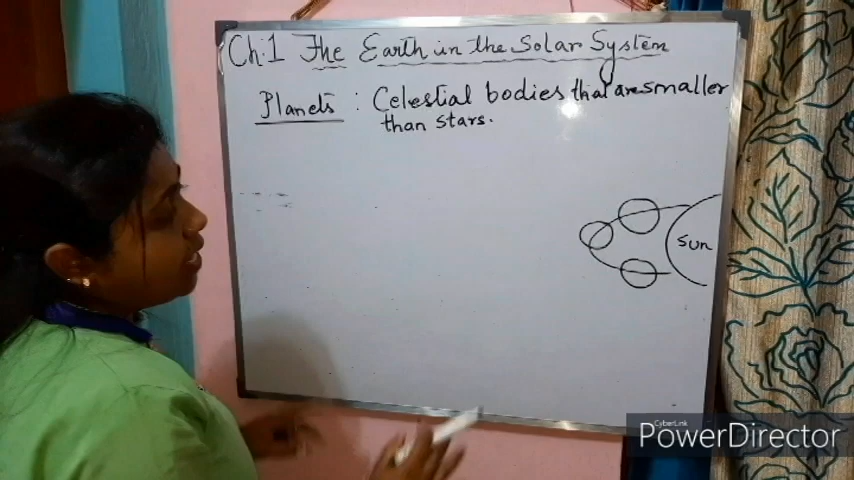 Ch:1 The Earth in the Solar System
Planets : Celestial bodies that are smaller
than stars.
Sun
CyberLink
PowerDirector